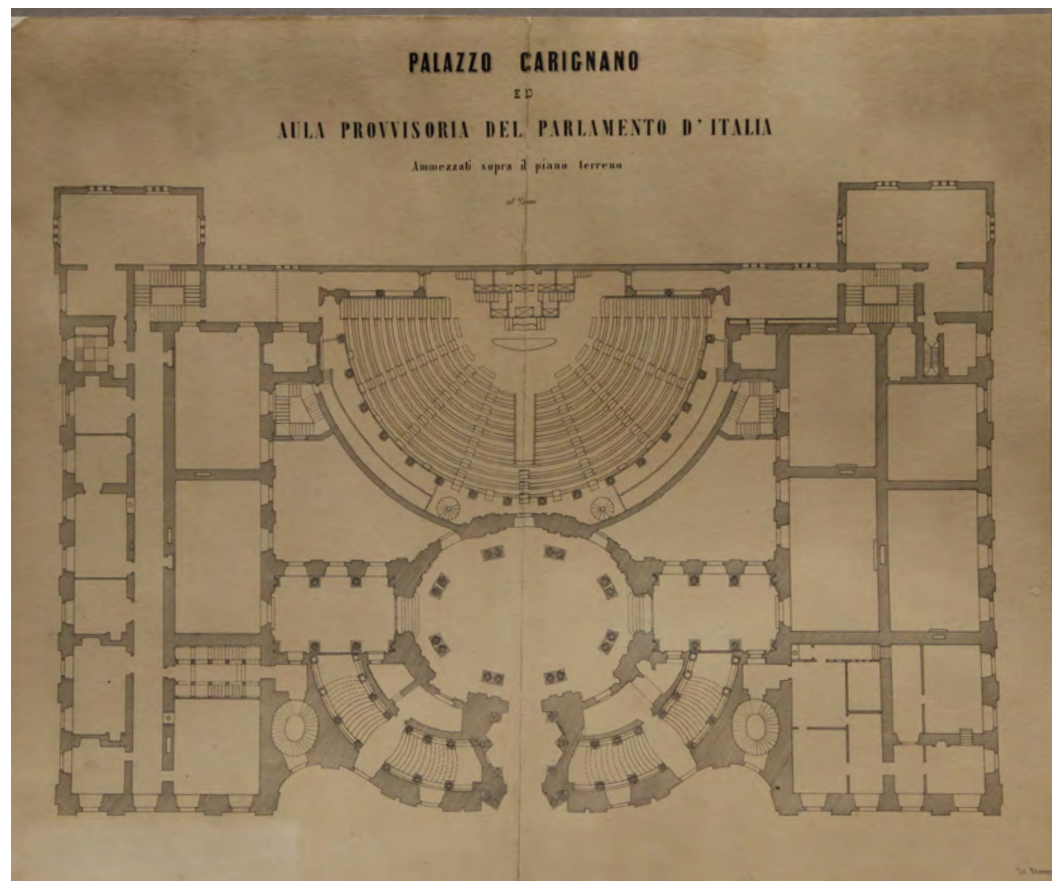 PALAZZO CARIGNANO
ED
AULA PROVVISORIA DEL PARLAMENTO D'ITALIA
Ammezzati sopra il piano terreno